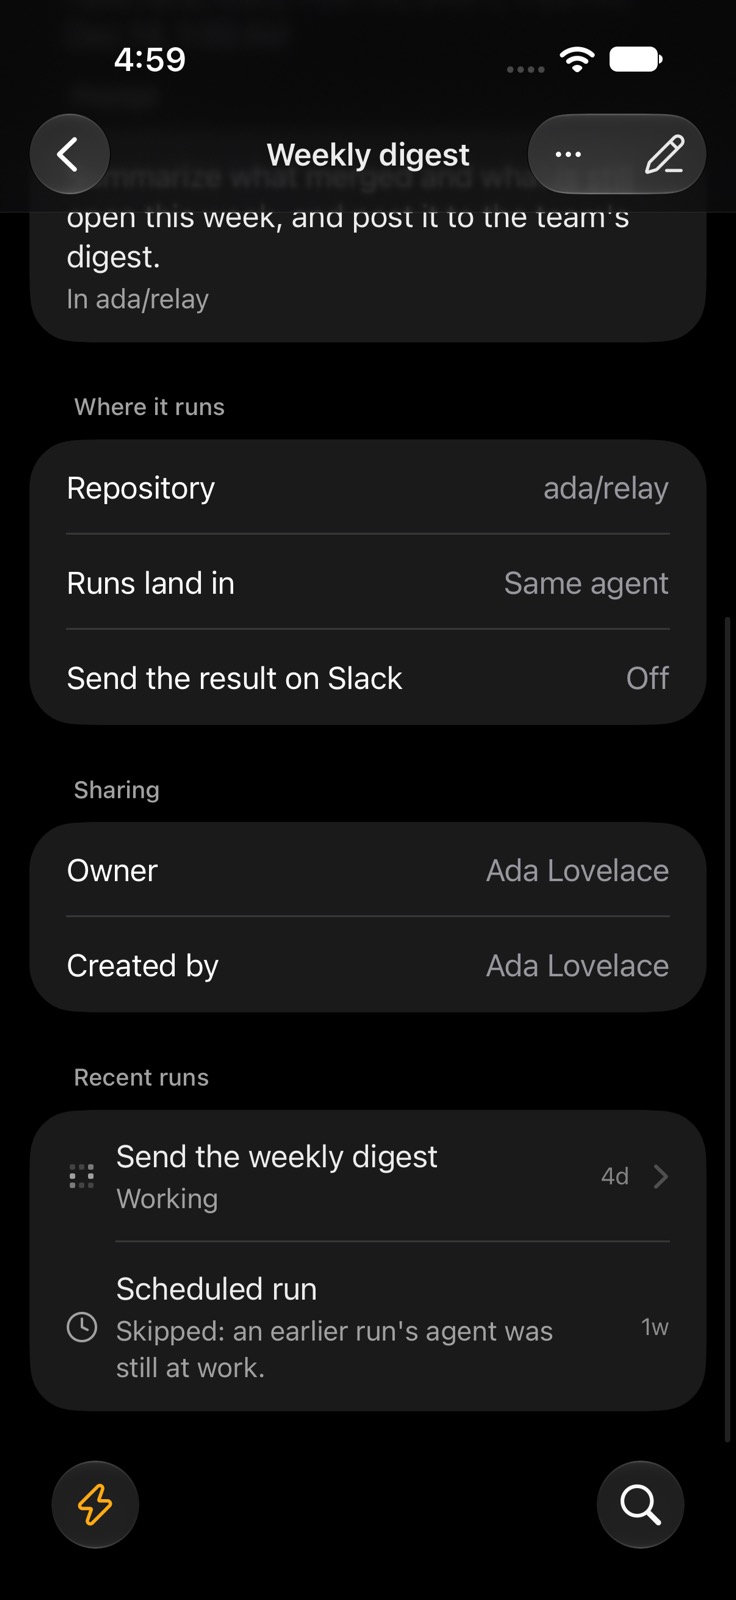 4:59
Weekly digest
open this week, and post it to the team's
digest.
In ada/relay
Where it runs
Repository
ada/relay
Runs land in
Same agent
Send the result on Slack
Off
Sharing
Owner
Ada Lovelace
Created by
Ada Lovelace
Recent runs
Send the weekly digest
Working
4d
Scheduled run
Skipped: an earlier run's agent was
still at work.
1w